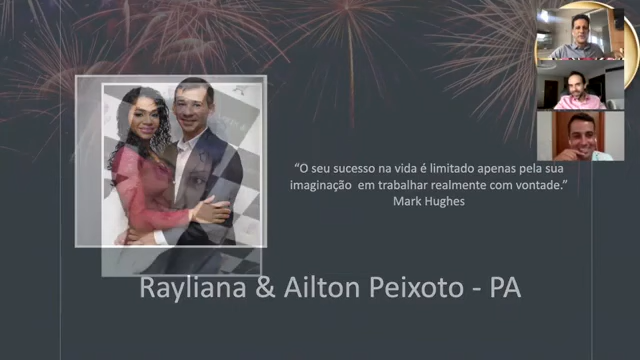 “O seu sucesso na vida é limitado apenas pela sua
imaginação em trabalhar realmente com vontade.”
Mark Hughes
Rayliana & Ailton Peixoto - PA